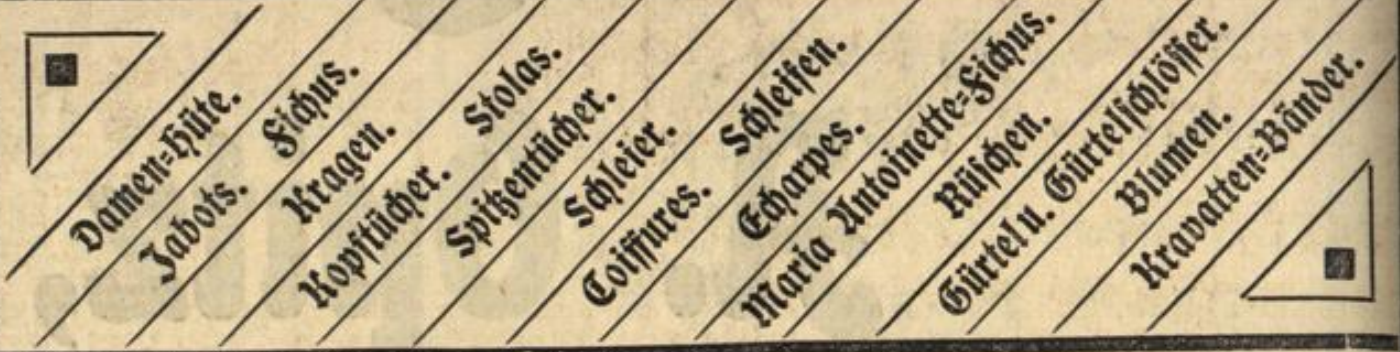 Damen-Hüte.
Jabots. Fichus.
Kragen.
Kopftücher. Stolas.
Spitzentücher.
Schleier.
Coiffures. Schleifen.
Echarpes.
Maria Antoinette-Fichus.
Rüschen.
Gürtel u. Gürtelschlösser.
Blumen.
Kravatten-Bänder.